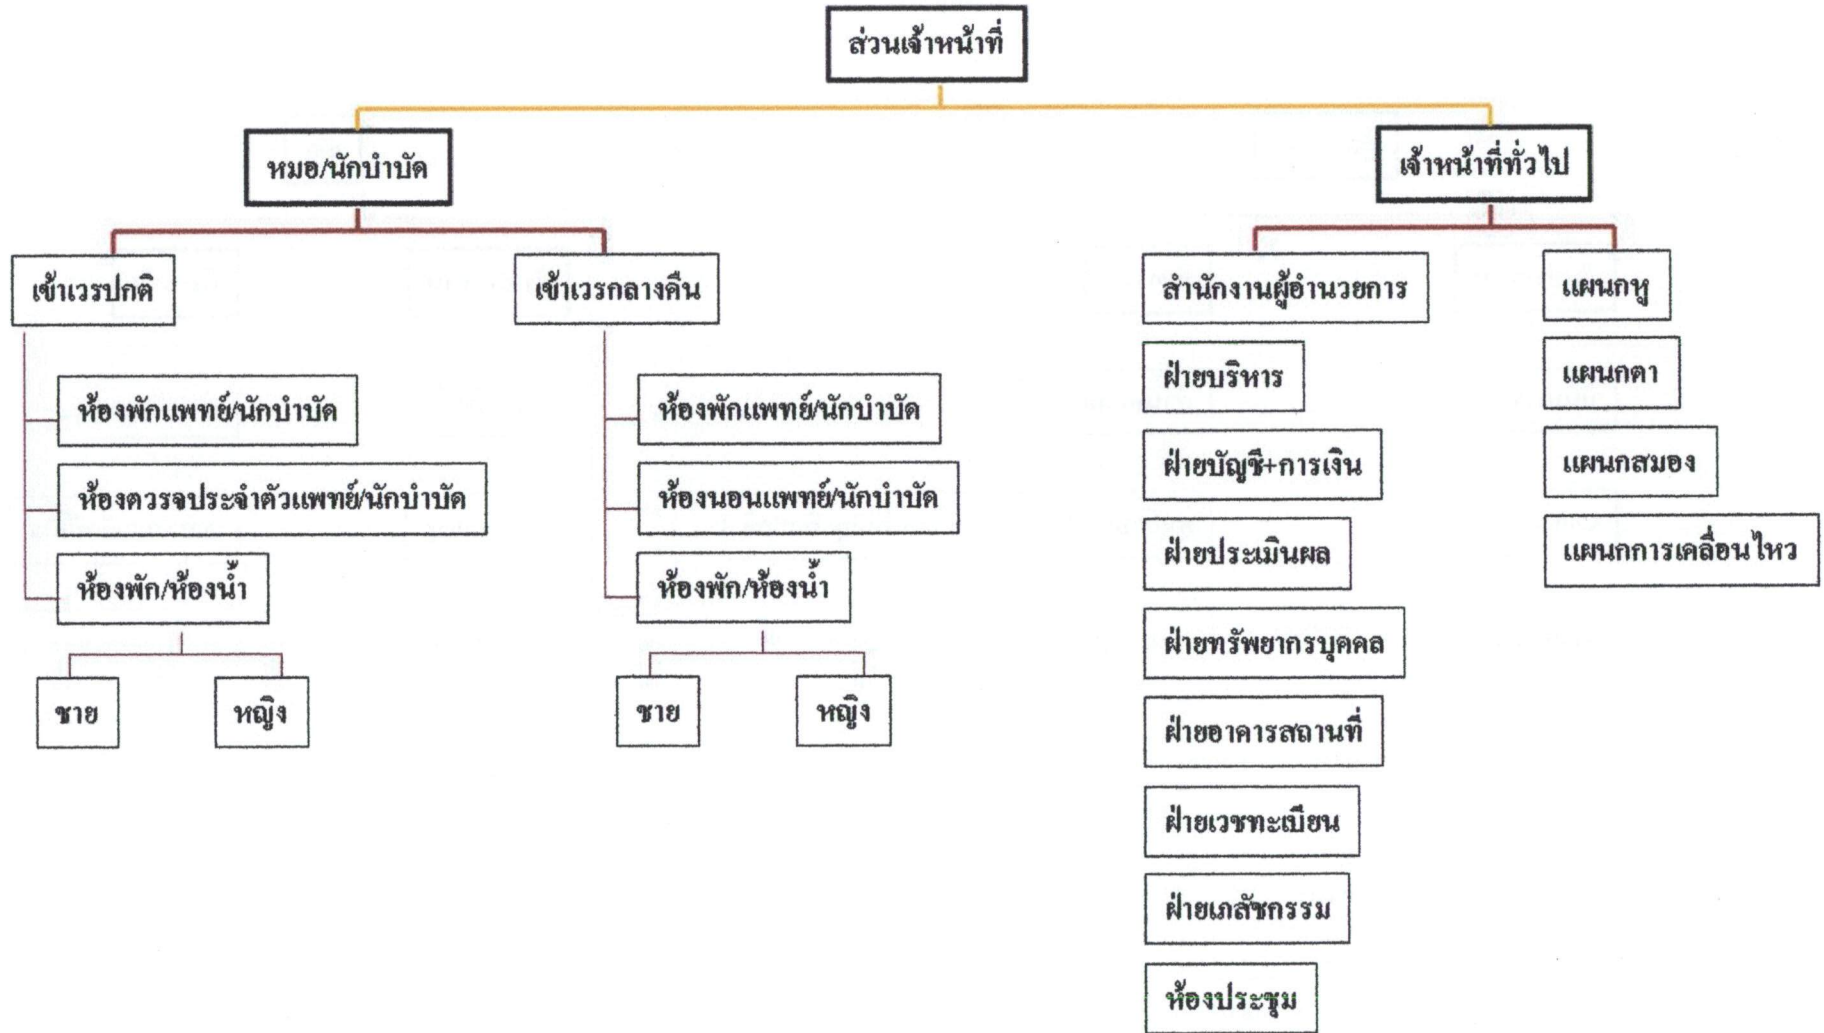 ส่วนเจ้าหน้าที่
หมอ/นักบำบัด
เจ้าหน้าที่ทั่วไป
เข้าเวรปกติ
เข้าเวรกลางคืน
สำนักงานผู้อำนวยการ
แผนกหู
ฝ่ายบริหาร
แผนกตา
ห้องพักแพทย์/นักบำบัด
ห้องพักแพทย์/นักบำบัด
ฝ่ายบัญชี+การเงิน
แผนกสมอง
ห้องตวรจประจำตัวแพทย์/นักบำบัด
ห้องนอนแพทย์/นักบำบัด
ฝ่ายประเมินผล
แผนกการเคลื่อนไหว
ห้องพัก/ห้องน้ำ
ห้องพัก/ห้องน้ำ
ฝ่ายทรัพยากรบุคคล
ชาย
หญิง
ชาย
หญิง
ฝ่ายอาคารสถานที่
ฝ่ายเวชทะเบียน
ฝ่ายเภสัชกรรม
ห้องประชุม